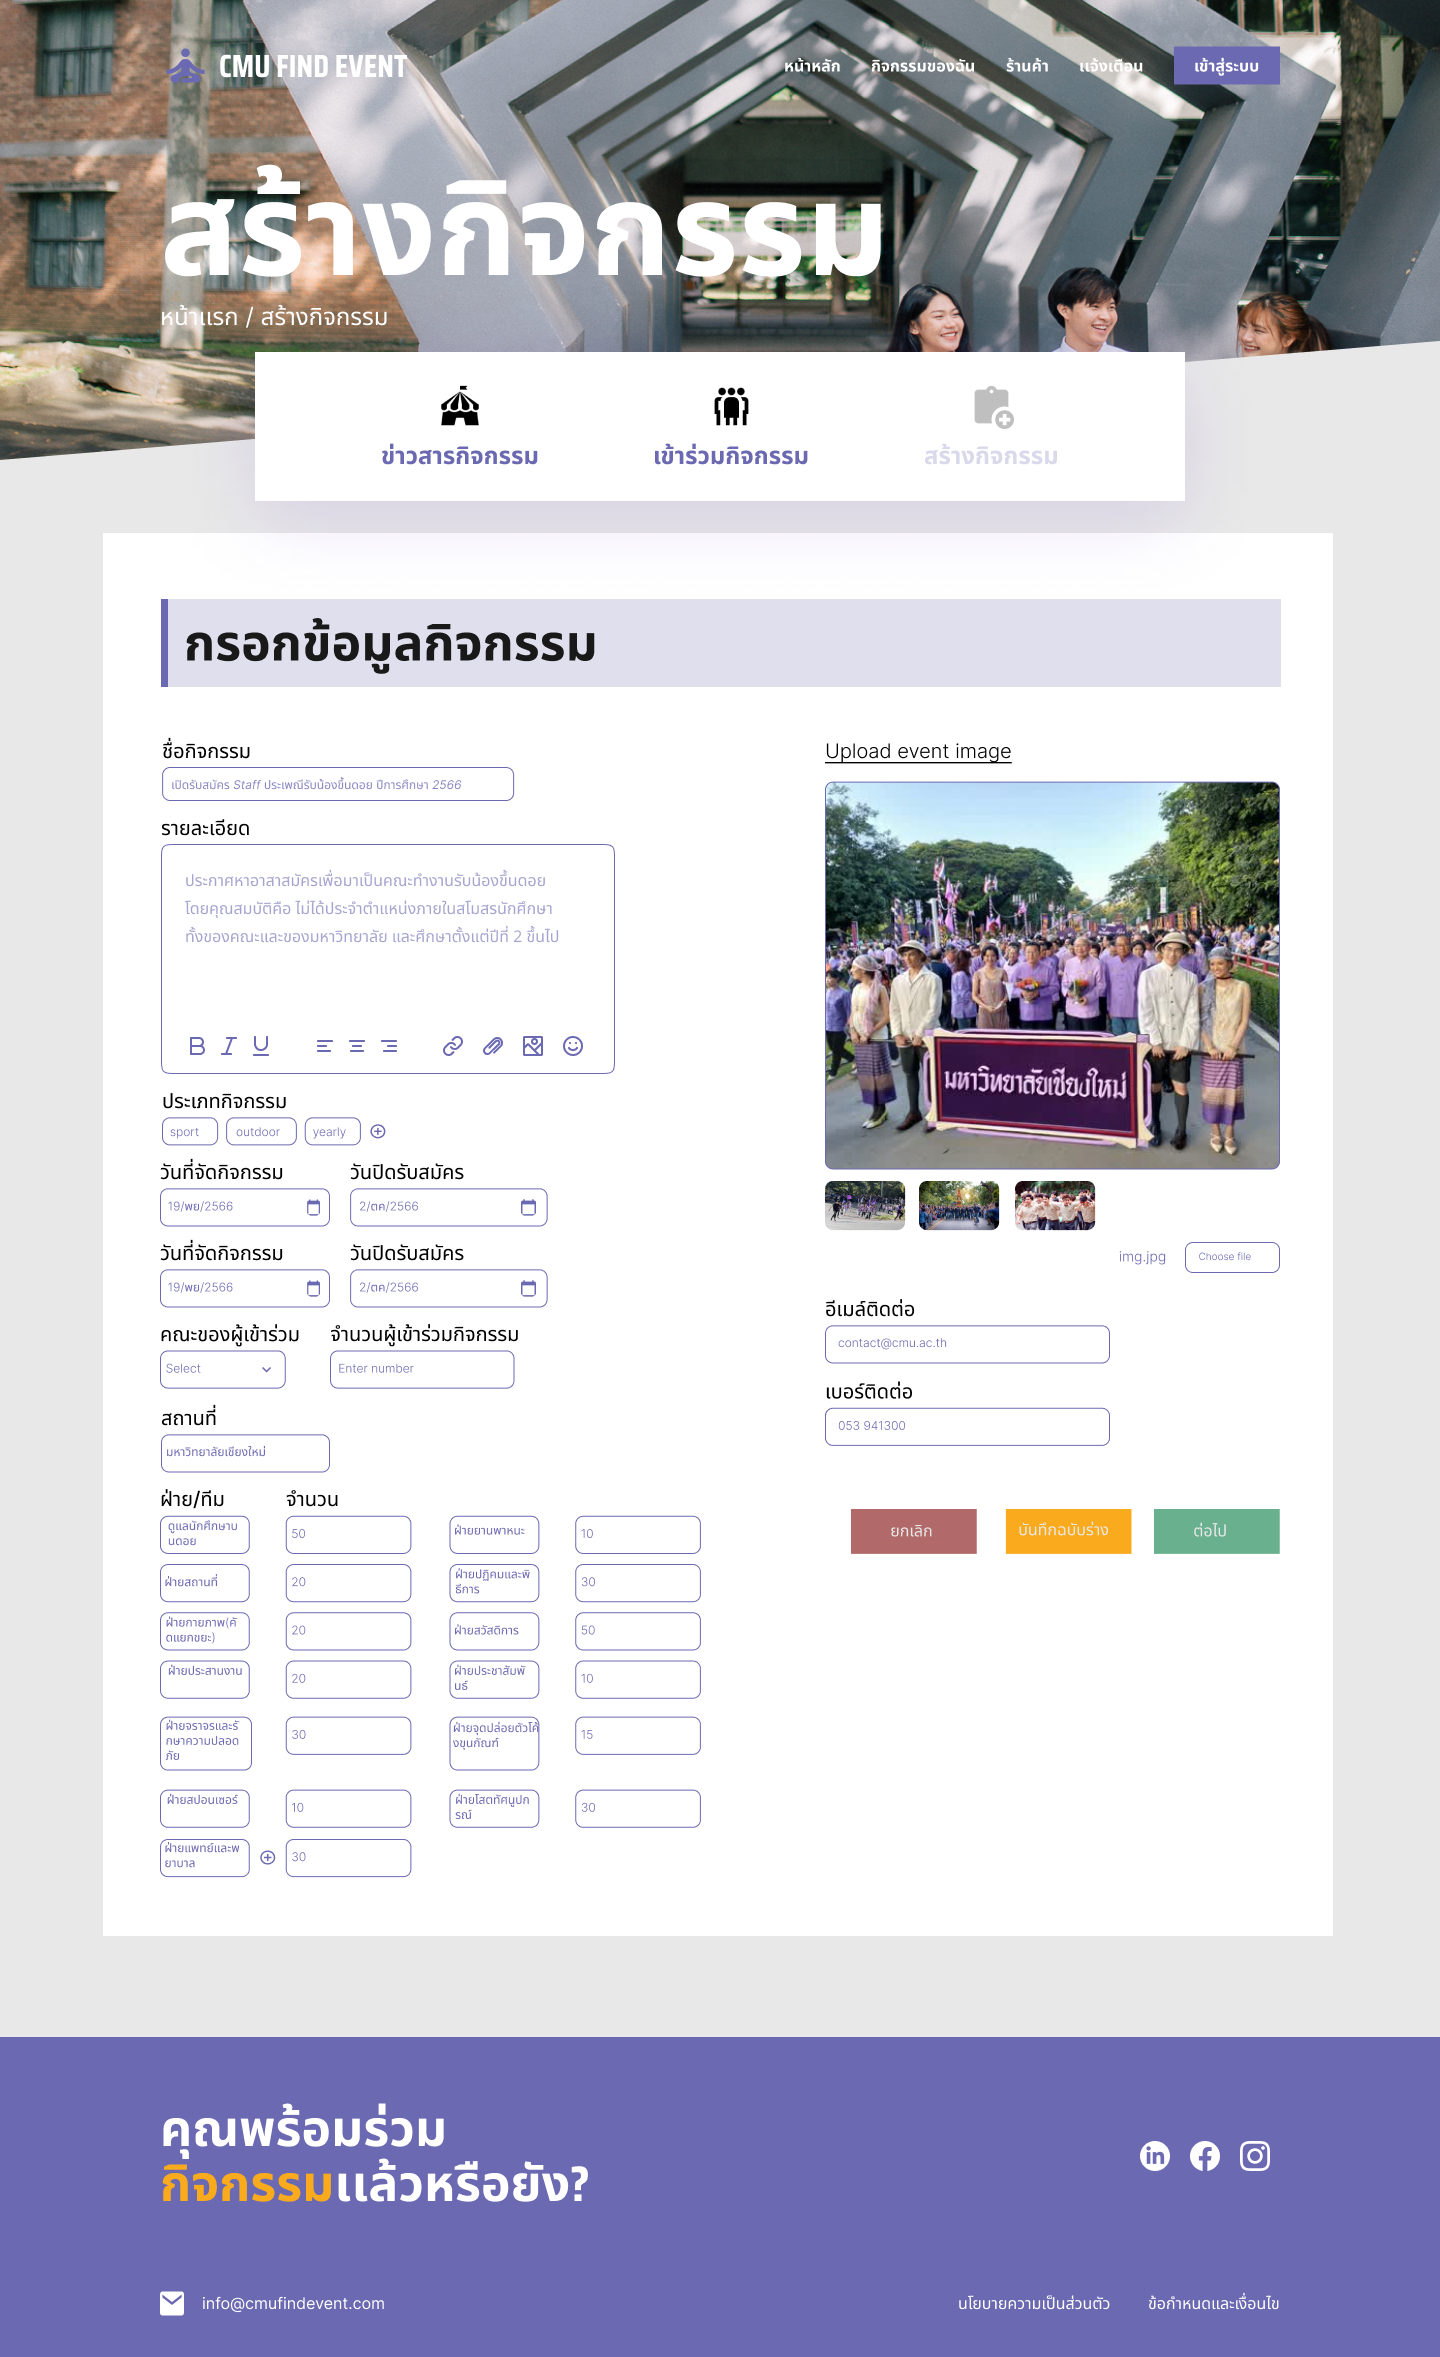 CMU FIND EVENT
หน้าหลัก
กิจกรรมของฉัน
ร้านค้า
แจ้งเตือน
เข้าสู่ระบบ
สร้างกิจกรรม
หน้าแรก / สร้างกิจกรรม
ข่าวสารกิจกรรม
เข้าร่วมกิจกรรม
สร้างกิจกรรม
กรอกข้อมูลกิจกรรม
ชื่อกิจกรรม
เปิดรับสมัคร Staff ประเพณีรับน้องขึ้นดอย ปีการศึกษา 2566
รายละเอียด
ประกาศหาอาสาสมัครเพื่อมาเป็นคณะทำงานรับน้องขึ้นดอย
โดยคุณสมบัติคือ ไม่ได้ประจำตำแหน่งภายในสโมสรนักศึกษา
ทั้งของคณะและของมหาวิทยาลัย และศึกษาตั้งแต่ปีที่ 2 ขึ้นไป
ประเภทกิจกรรม
sport
outdoor
yearly
วันที่จัดกิจกรรม
วันปิดรับสมัคร
19/พย/2566
2/ตค/2566
วันที่จัดกิจกรรม
วันปิดรับสมัคร
19/พย/2566
2/ตค/2566
คณะของผู้เข้าร่วม
จำนวนผู้เข้าร่วมกิจกรรม
Select
Enter number
สถานที่
มหาวิทยาลัยเชียงใหม่
ฝ่าย/ทีม
จำนวน
ดูแลนักศึกษาบ
นดอย
50
ฝ่ายยานพาหนะ
10
ฝ่ายสถานที่
20
ฝ่ายปฏิคมและพิ
ธีการ
30
ฝ่ายกายภาพ(คั
ดแยกขยะ)
20
ฝ่ายสวัสดิการ
50
ฝ่ายประสานงาน
20
ฝ่ายประชาสัมพั
นธ์
10
ฝ่ายจราจรและรั
กษาความปลอด
ภัย
30
ฝ่ายจุดปล่อยตัวโค้
งขุนกัณฑ์
15
ฝ่ายสปอนเซอร์
10
ฝ่ายโสตทัศนูปก
รณ์
30
ฝ่ายแพทย์และพ
ยาบาล
30
Upload event image
มหาวิทยาลัยเชียงใหม่
img.jpg
Choose file
อีเมล์ติดต่อ
contact@cmu.ac.th
เบอร์ติดต่อ
053 941300
ยกเลิก
บันทึกฉบับร่าง
ต่อไป
คุณพร้อมร่วม
กิจกรรมแล้วหรือยัง?
info@cmufindevent.com
นโยบายความเป็นส่วนตัว
ข้อกำหนดและเงื่อนไข